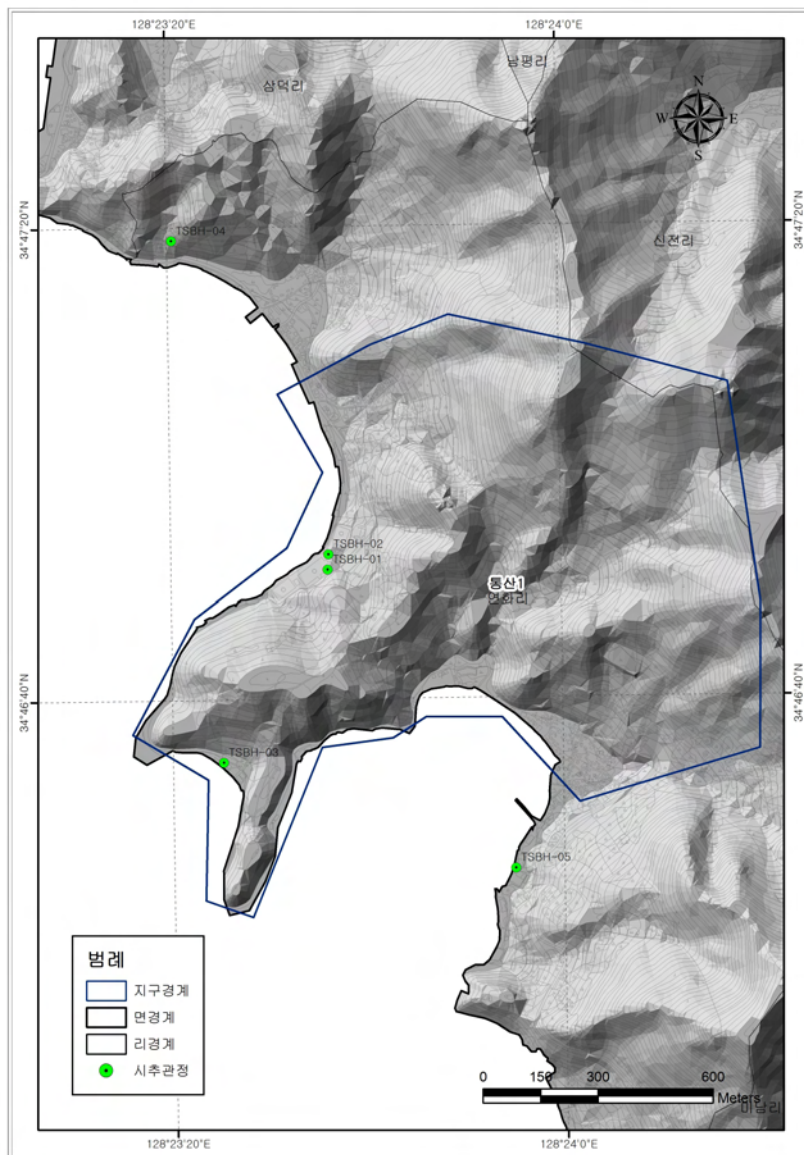 128°23'20"E
128°24'0"E
남평리
삼덕리
N
W
E
S
34°47'20"N
34°47'20"N
TSBH-04
신전리
TSBH-02
TSBH-01
통산1
연화리
34°46'40"N
34°46'40"N
TSBH-03
TSBH-05
범례
지구경계
면경계
리경계
시추관정
0
150
300
600
Meters
미남리
128°23'20"E
128°24'0"E